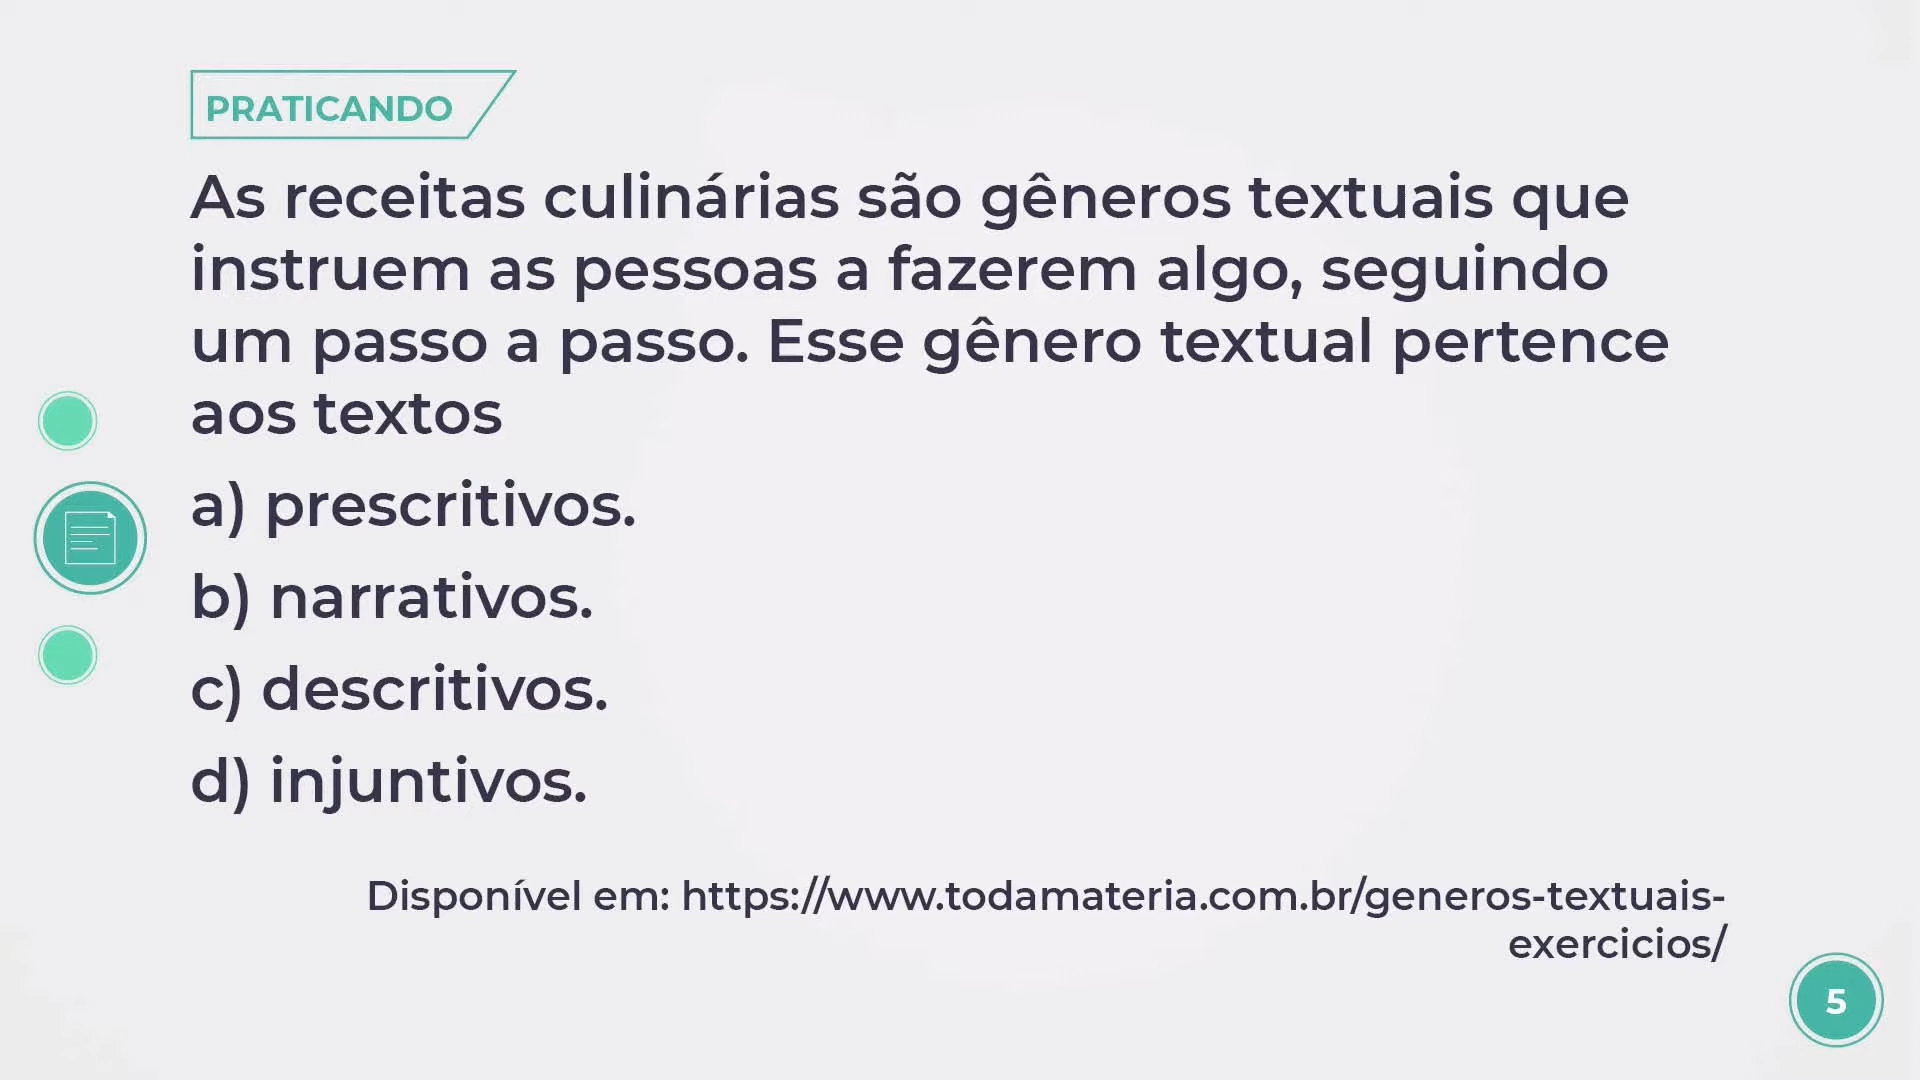 PRATICANDO
As receitas culinárias são gêneros textuais que
instruem as pessoas a fazerem algo, seguindo
um passo a passo. Esse gênero textual pertence
aos textos
a) prescritivos.
b) narrativos.
c) descritivos.
d) injuntivos.
Disponível em: https://www.todamateria.com.br/generos-textuais-
exercicios/
5